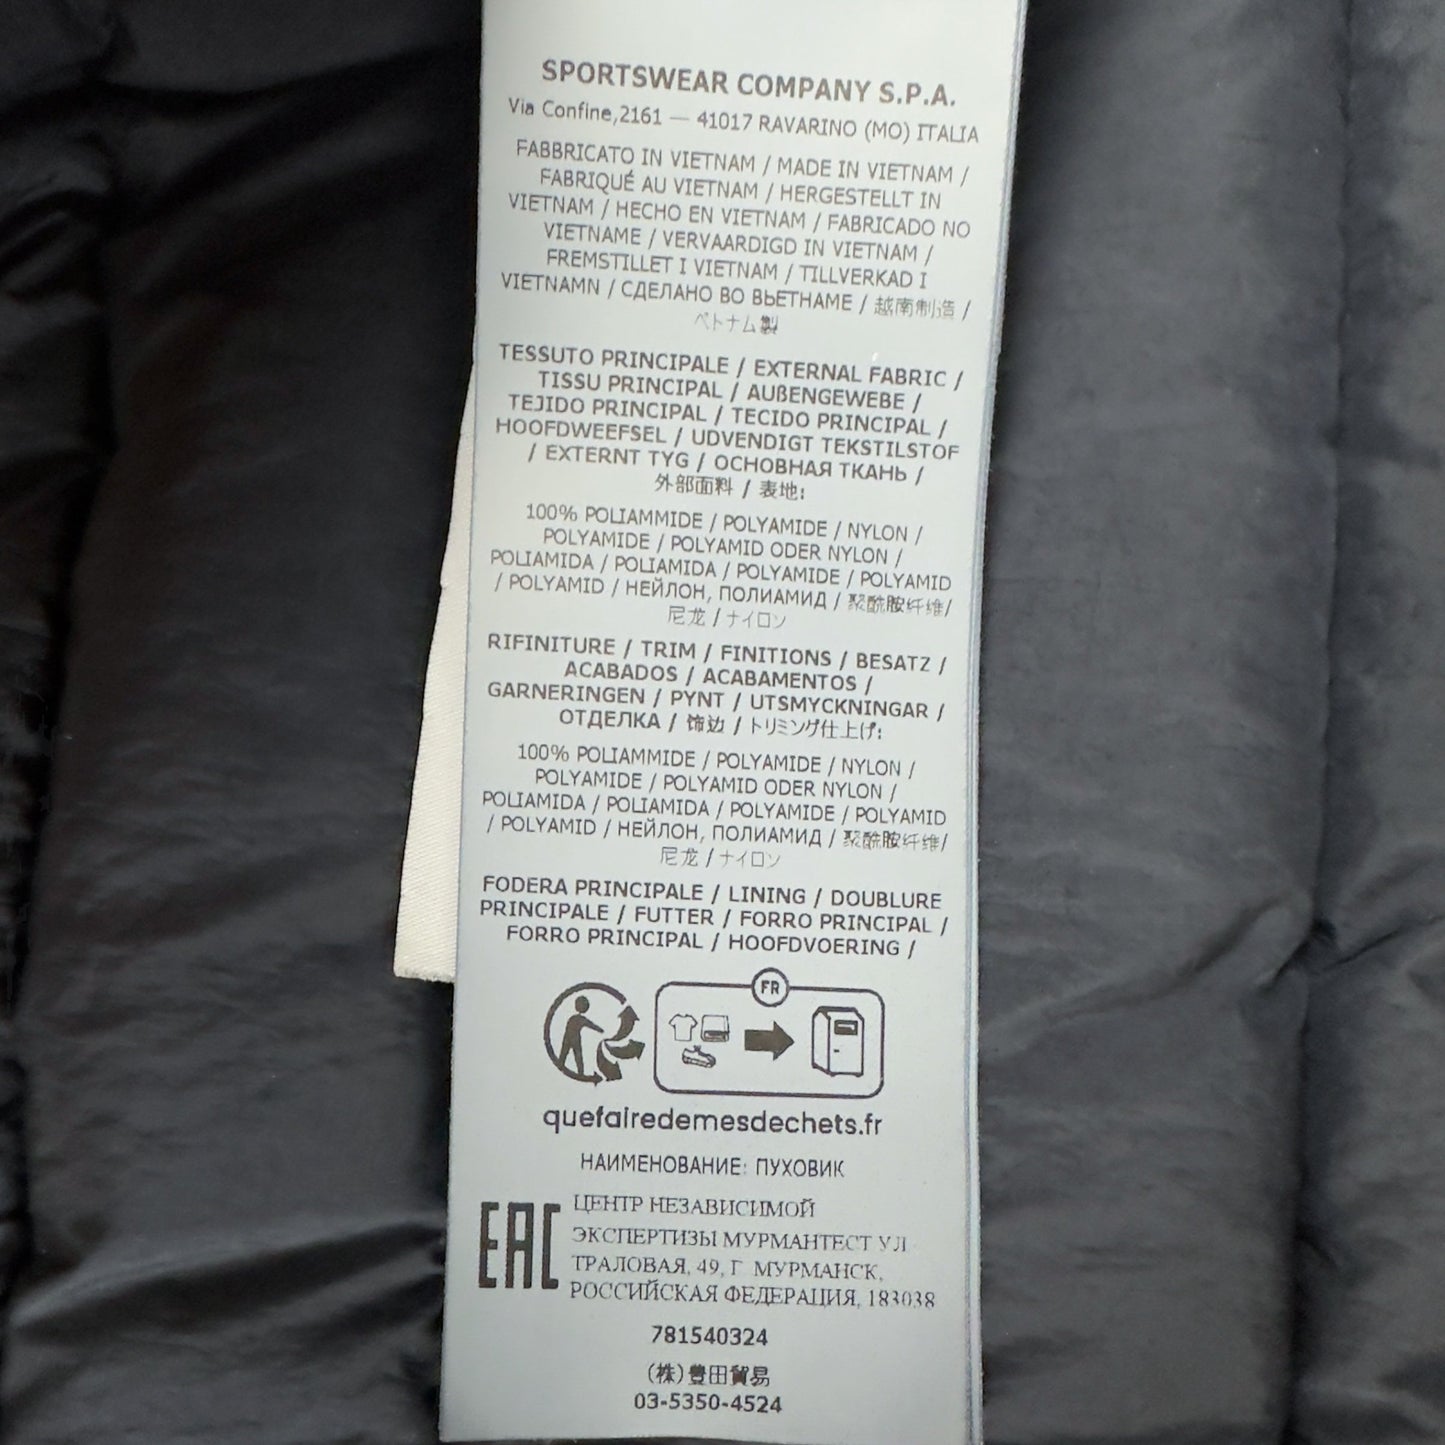 SPORTSWEAR COMPANY S.P.A.
Via Confine,2161 — 41017 RAVARINO (MO) ITALIA
FABBRICATO IN VIETNAM / MADE IN VIETNAM /
FABRIQUÉ AU VIETNAM / HERGESTELLT IN
VIETNAM / HECHO EN VIETNAM / FABRICADO NO
VIETNAME / VERVAARDIGD IN VIETNAM /
FREMSTILLET I VIETNAM / TILLVERKAD I
VIETNAMN / СДЕЛАНО ВО ВЬЕТНАМЕ / 越南制造 /
ベトナム製
TESSUTO PRINCIPALE / EXTERNAL FABRIC /
TISSU PRINCIPAL / AUßENGEWEBE /
TEJIDO PRINCIPAL / TECIDO PRINCIPAL /
HOOFDWEEFSEL / UDVENDIGT TEKSTILSTOF
/ EXTERNT TYG / ОСНОВНАЯ ТКАНЬ /
外部面料 / 表地:
100% POLIAMMIDE / POLYAMIDE / NYLON /
POLYAMIDE / POLYAMID ODER NYLON /
POLIAMIDA / POLIAMIDA / POLYAMIDE / POLYAMID
/ POLYAMID / НЕЙЛОН, ПОЛИАМИД / 聚酰胺纤维/
尼龙 / ナイロン
RIFINITURE / TRIM / FINITIONS / BESATZ /
ACABADOS / ACABAMENTOS /
GARNERINGEN / PYNT / UTSMYCKNINGAR /
ОТДЕЛКА / 饰边 / トリミング仕上げ:
100% POLIAMMIDE / POLYAMIDE / NYLON /
POLYAMIDE / POLYAMID ODER NYLON /
POLIAMIDA / POLIAMIDA / POLYAMIDE / POLYAMID
/ POLYAMID / НЕЙЛОН, ПОЛИАМИД / 聚酰胺纤维/
尼龙 / ナイロン
FODERA PRINCIPALE / LINING / DOUBLURE
PRINCIPALE / FUTTER / FORRO PRINCIPAL /
FORRO PRINCIPAL / HOOFDVOERING /
FR
quefairedemesdechets.fr
НАИМЕНОВАНИЕ: ПУХОВИК
EAC
ЦЕНТР НЕЗАВИСИМОЙ
ЭКСПЕРТИЗЫ МУРМАНТЕСТ УЛ
ТРАЛОВАЯ, 49, Г. МУРМАНСК,
РОССИЙСКАЯ ФЕДЕРАЦИЯ, 183038
781540324
(株)豊田貿易
03-5350-4524